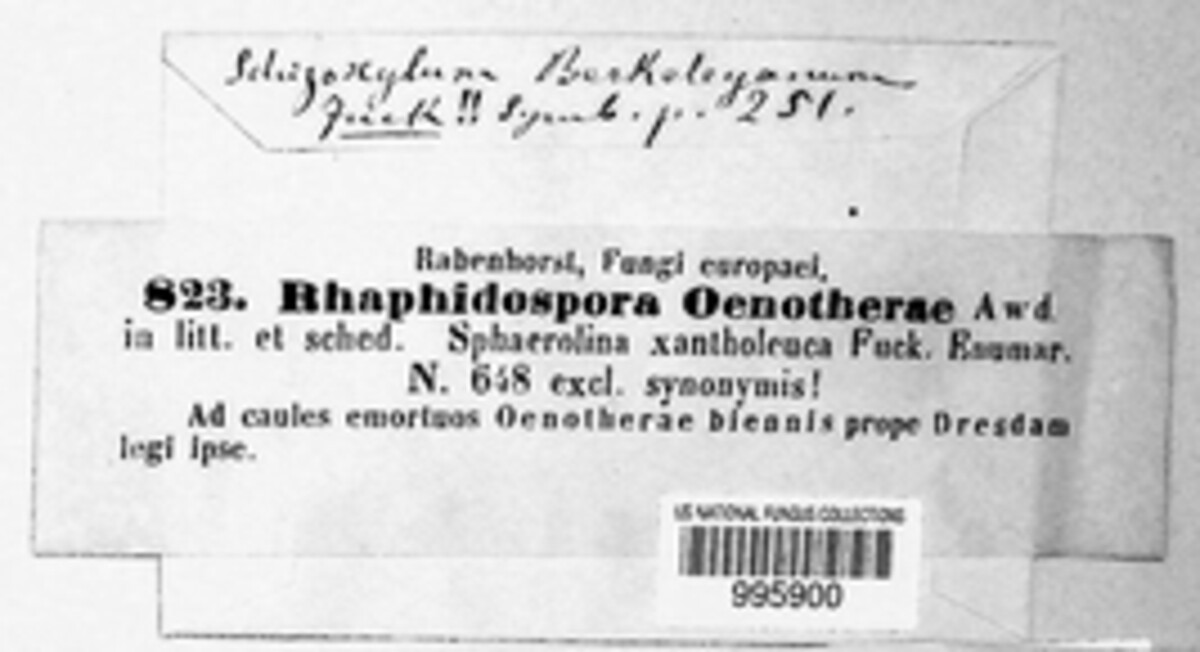 Schizoxylum Berkeleyanum
Fuck!! Symb. p. 251.
Rabenhorst, Fungi europaei.
823. Rhaphidospora Oenotherae Awd
in litt. et sched. Sphaerolina xantholeuca Fuck. Enumar.
N. 648 excl. synonymis!
Ad caules emortuos Oenotherae biennis prope Dresdam
legi ipse.
US NATIONAL FUNGUS COLLECTIONS
995900